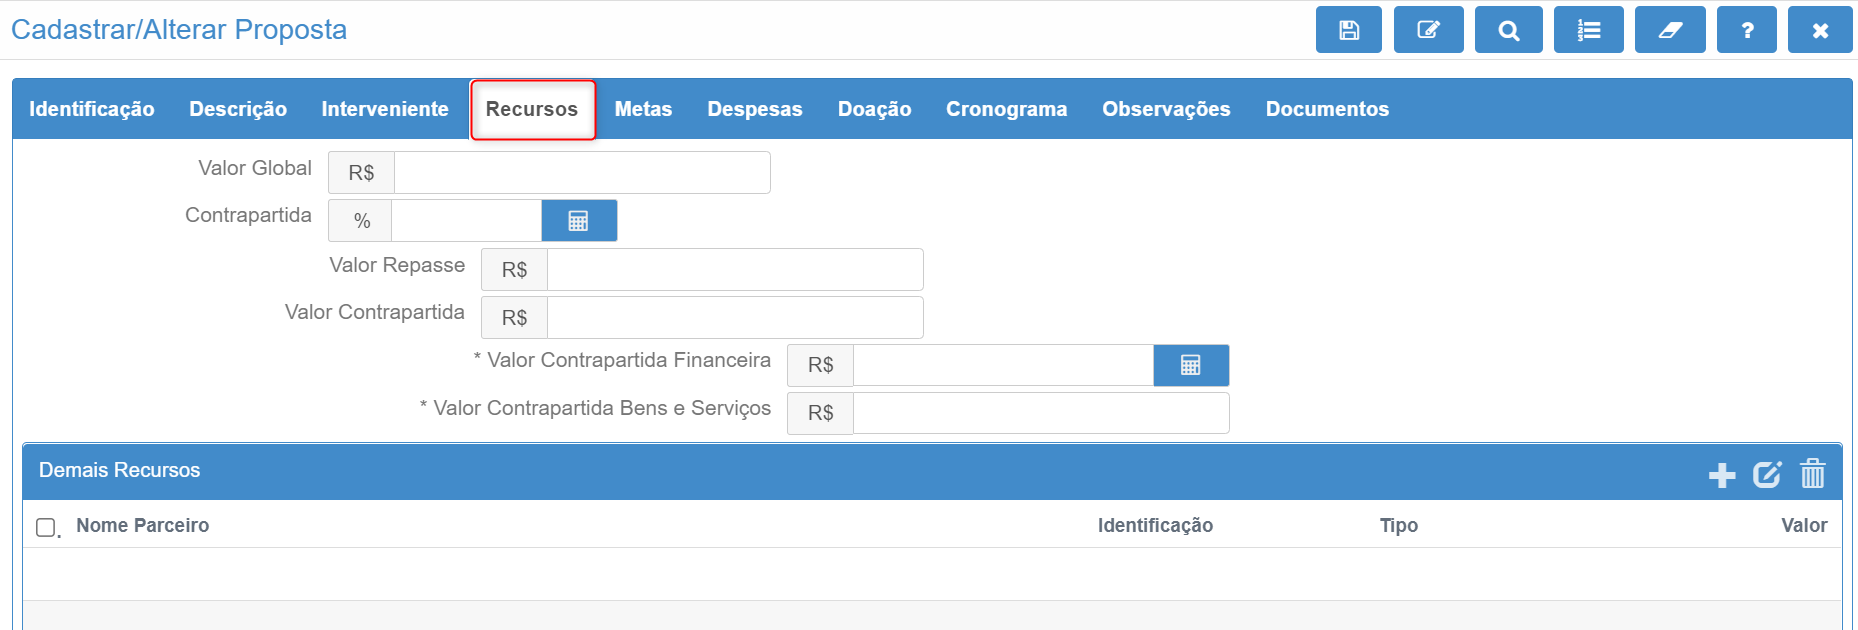 Cadastrar/Alterar Proposta
?
Identificação Descrição Interveniente Recursos Metas Despesas Doação Cronograma Observações Documentos
Valor Global R$
Contrapartida %
Valor Repasse R$
Valor Contrapartida R$
* Valor Contrapartida Financeira R$
* Valor Contrapartida Bens e Serviços R$
Demais Recursos
. Nome Parceiro Identificação Tipo Valor